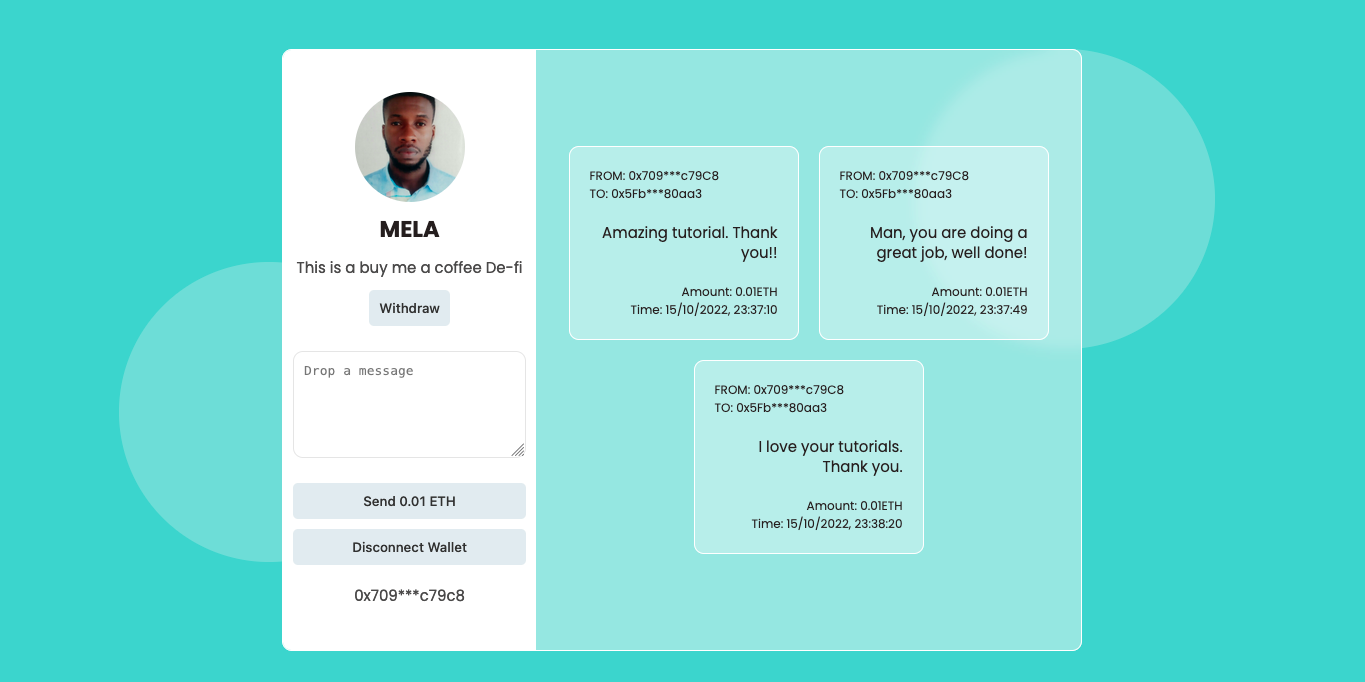 MELA
This is a buy me a coffee De-fi
Withdraw
Drop a message
Send 0.01 ETH
Disconnect Wallet
0x709***c79c8
FROM: 0x709***c79C8
TO: 0x5Fb***80aa3
Amazing tutorial. Thank
you!!
Amount: 0.01ETH
Time: 15/10/2022, 23:37:10
FROM: 0x709***c79C8
TO: 0x5Fb***80aa3
Man, you are doing a
great job, well done!
Amount: 0.01ETH
Time: 15/10/2022, 23:37:49
FROM: 0x709***c79C8
TO: 0x5Fb***80aa3
I love your tutorials.
Thank you.
Amount: 0.01ETH
Time: 15/10/2022, 23:38:20